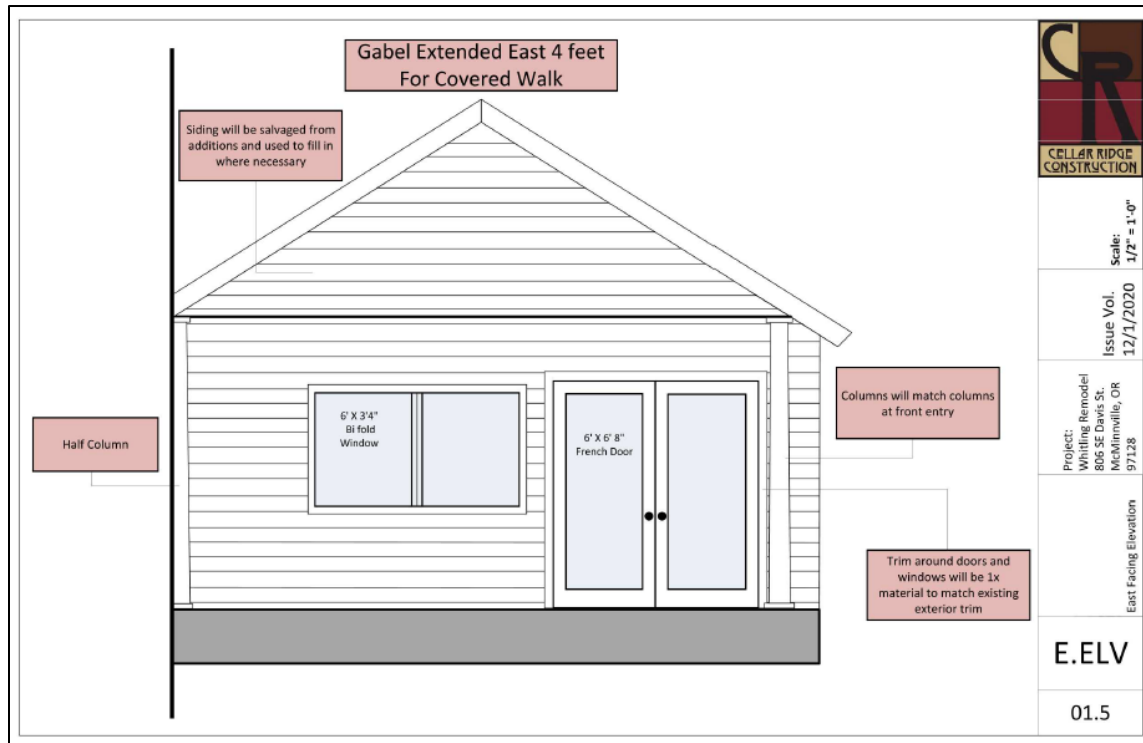 Gabel Extended East 4 feet
For Covered Walk
Siding will be salvaged from
additions and used to fill in
where necessary
6' X 3'4"
Bi fold
Window
6' X 6' 8"
French Door
Half Column
Columns will match columns
at front entry
Trim around doors and
windows will be 1x
material to match existing
exterior trim
CR
CELLAR RIDGE
CONSTRUCTION
Scale:
1/2" = 1'-0"
Issue Vol.
12/1/2020
Project:
Whitling Remodel
806 SE Davis St.
McMinnville, OR
97128
East Facing Elevation
E.ELV
01.5